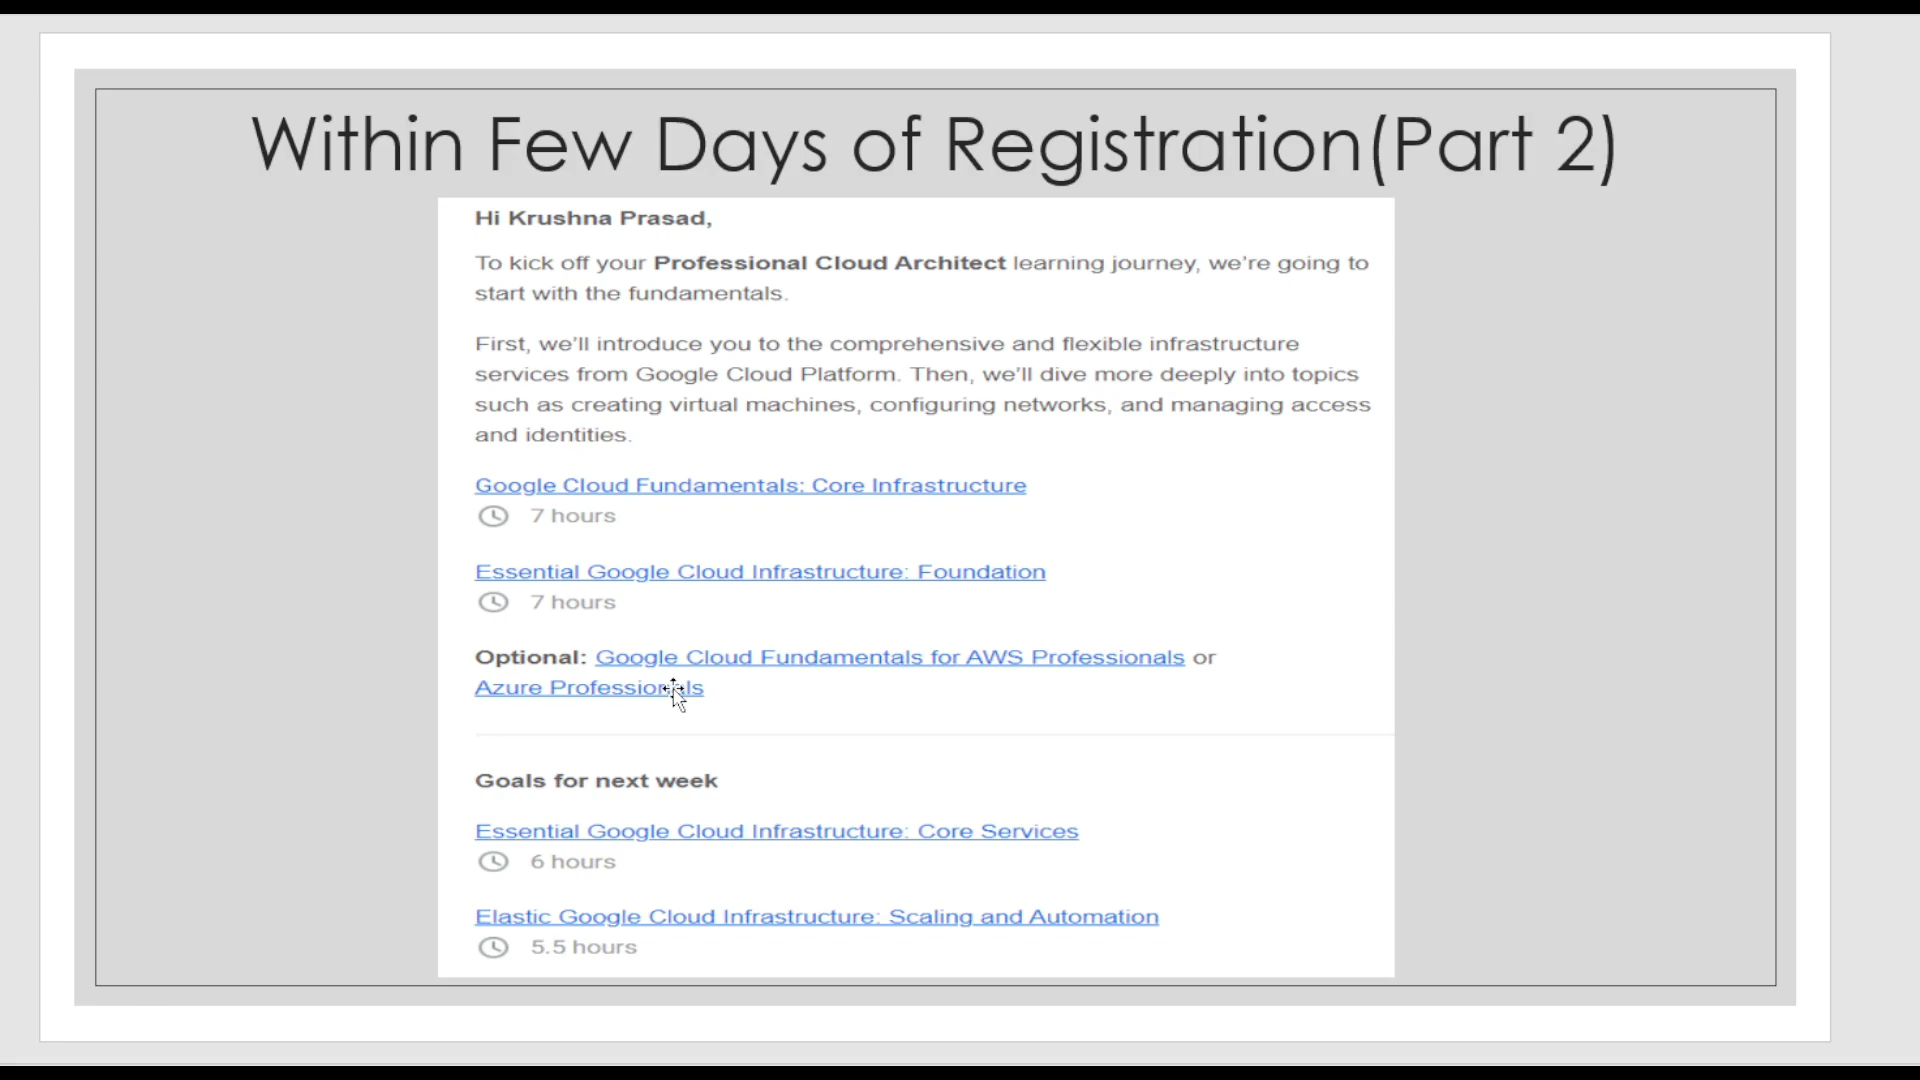 Within Few Days of Registration(Part 2)
Hi Krushna Prasad,
To kick off your Professional Cloud Architect learning journey, we're going to
start with the fundamentals.
First, we'll introduce you to the comprehensive and flexible infrastructure
services from Google Cloud Platform. Then, we'll dive more deeply into topics
such as creating virtual machines, configuring networks, and managing access
and identities.
Google Cloud Fundamentals: Core Infrastructure
7 hours
Essential Google Cloud Infrastructure: Foundation
7 hours
Optional: Google Cloud Fundamentals for AWS Professionals or
Azure Professionals
Goals for next week
Essential Google Cloud Infrastructure: Core Services
6 hours
Elastic Google Cloud Infrastructure: Scaling and Automation
5.5 hours